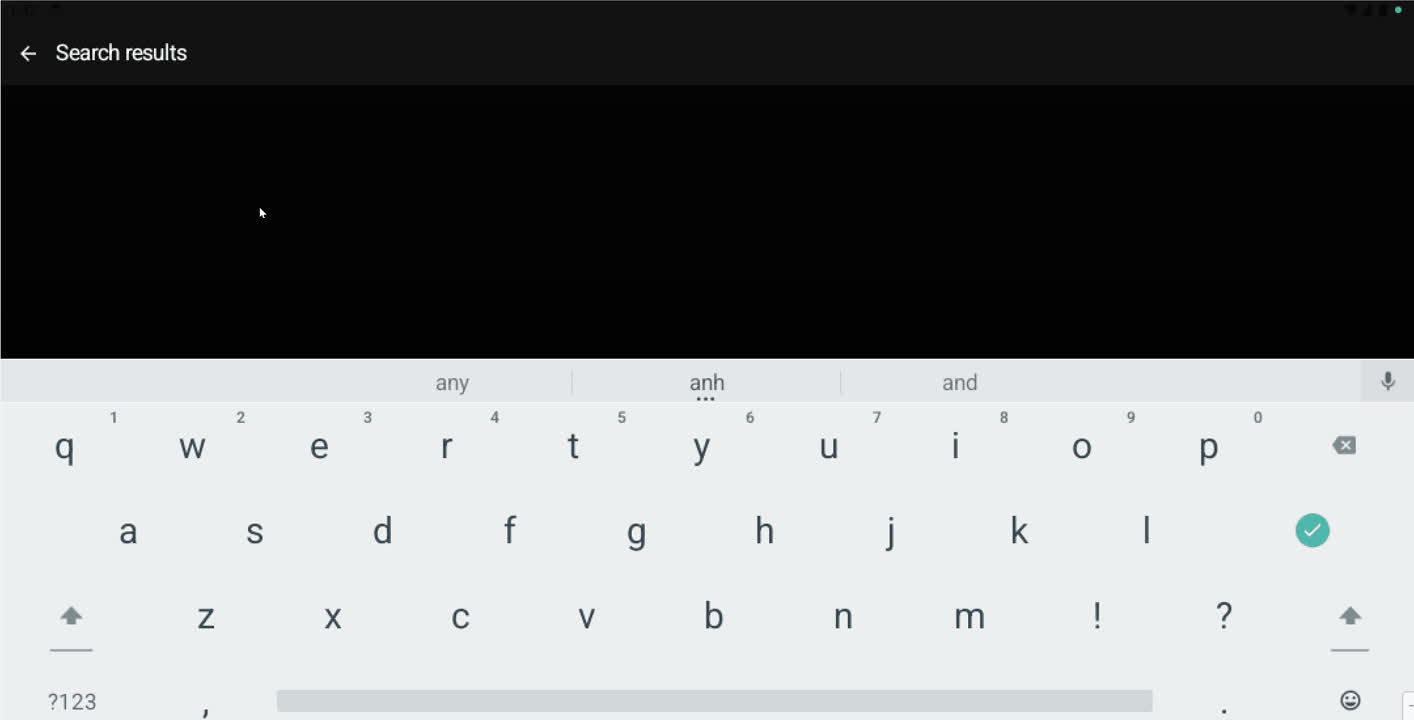 Search results
any anh and
1 2 3 4 5 6 7 8 9 0
q w e r t y u i o p
a s d f g h j k l
z x c v b n m ! ?
?123 , .